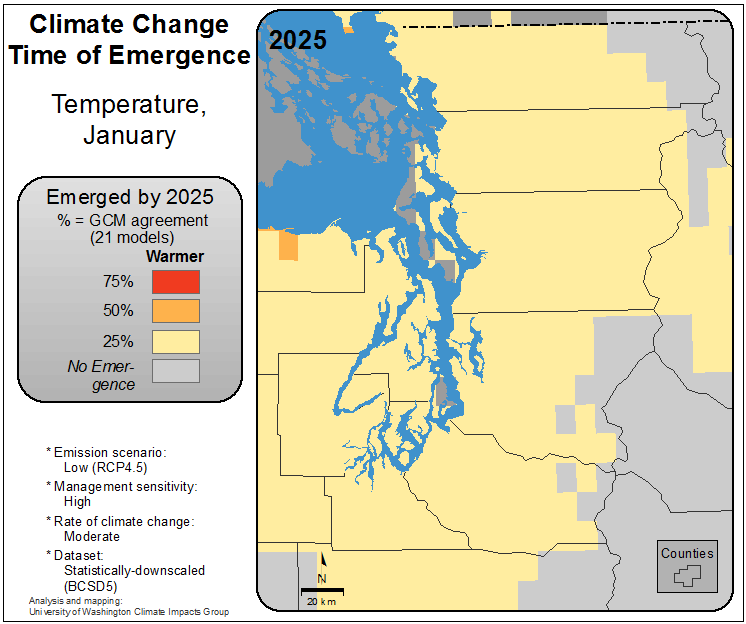 Climate Change
Time of Emergence
Temperature,
January
Emerged by 2025
% = GCM agreement
(21 models)
Warmer
75%
50%
25%
No Emer-
gence
* Emission scenario:
Low (RCP4.5)
* Management sensitivity:
High
* Rate of climate change:
Moderate
* Dataset:
Statistically-downscaled
(BCSD5)
Analysis and mapping:
University of Washington Climate Impacts Group
2025
N
20 km
Counties